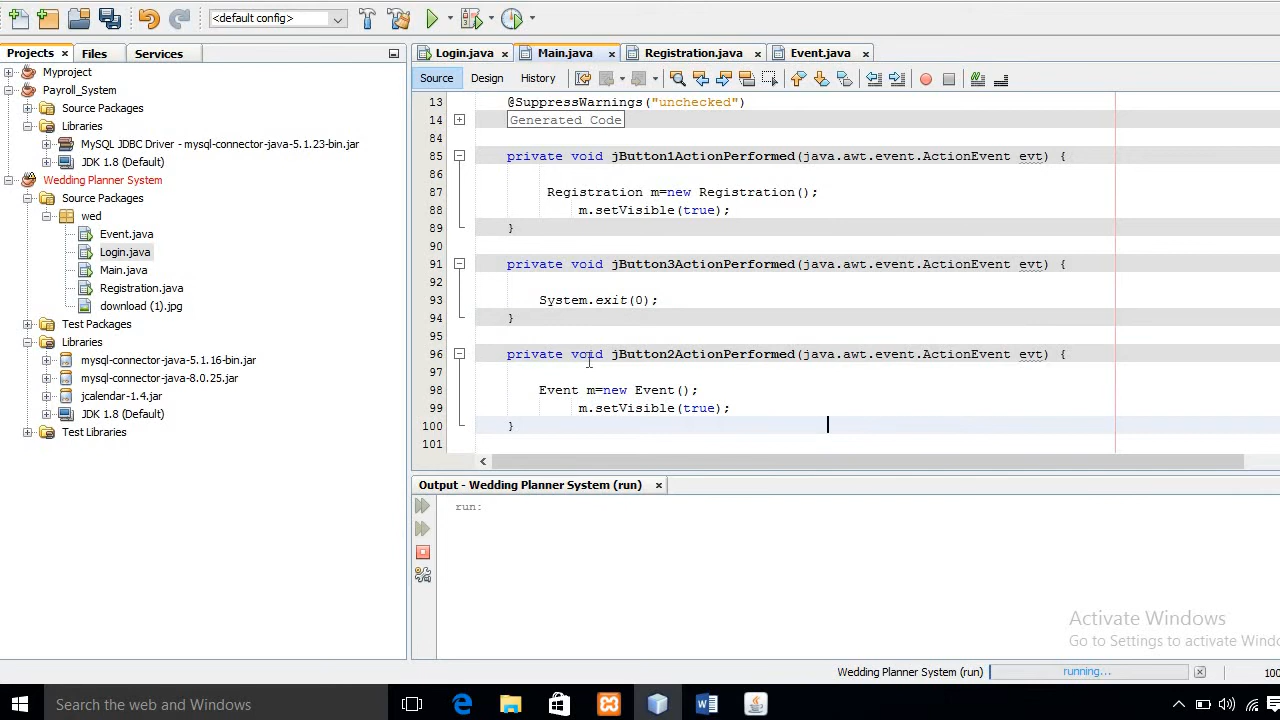 <default config>
Projects × Files Services
Login.java × Main.java × Registration.java × Event.java ×
Source Design History
Myproject
Payroll_System
Source Packages
Libraries
MySQL JDBC Driver - mysql-connector-java-5.1.23-bin.jar
JDK 1.8 (Default)
Wedding Planner System
Source Packages
wed
Event.java
Login.java
Main.java
Registration.java
download (1).jpg
Test Packages
Libraries
mysql-connector-java-5.1.16-bin.jar
mysql-connector-java-8.0.25.jar
jcalendar-1.4.jar
JDK 1.8 (Default)
Test Libraries
13 @SuppressWarnings("unchecked")
14 Generated Code
84
85 private void jButton1ActionPerformed(java.awt.event.ActionEvent evt) {
86
87 Registration m=new Registration();
88 m.setVisible(true);
89 }
90
91 private void jButton3ActionPerformed(java.awt.event.ActionEvent evt) {
92
93 System.exit(0);
94 }
95
96 private void jButton2ActionPerformed(java.awt.event.ActionEvent evt) {
97
98 Event m=new Event();
99 m.setVisible(true);
100 }
101
Output - Wedding Planner System (run) ×
run:
Activate Windows
Go to Settings to activate Windo
Wedding Planner System (run) running... 100
Search the web and Windows